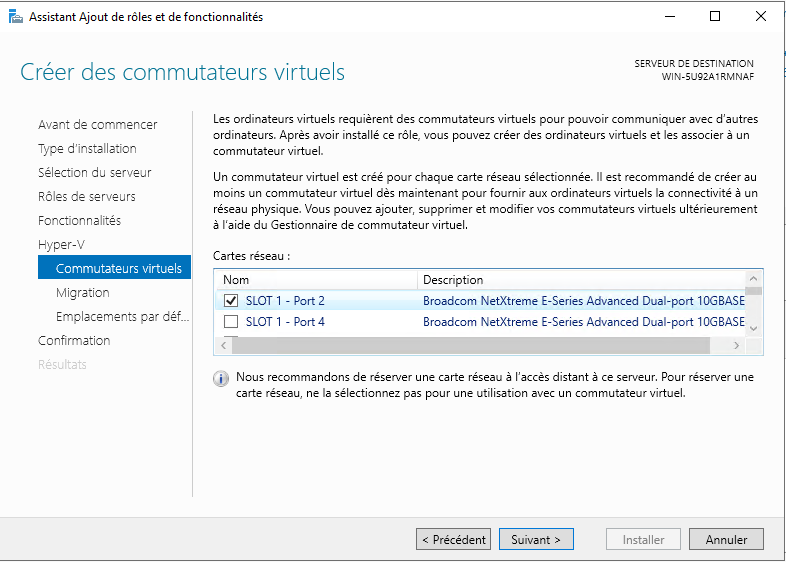 Assistant Ajout de rôles et de fonctionnalités
Créer des commutateurs virtuels
SERVEUR DE DESTINATION
WIN-5U92A1RMNAF
Avant de commencer
Type d'installation
Sélection du serveur
Rôles de serveurs
Fonctionnalités
Hyper-V
Commutateurs virtuels
Migration
Emplacements par déf...
Confirmation
Résultats
Les ordinateurs virtuels requièrent des commutateurs virtuels pour pouvoir communiquer avec d'autres
ordinateurs. Après avoir installé ce rôle, vous pouvez créer des ordinateurs virtuels et les associer à un
commutateur virtuel.
Un commutateur virtuel est créé pour chaque carte réseau sélectionnée. Il est recommandé de créer au
moins un commutateur virtuel dès maintenant pour fournir aux ordinateurs virtuels la connectivité à un
réseau physique. Vous pouvez ajouter, supprimer et modifier vos commutateurs virtuels ultérieurement
à l'aide du Gestionnaire de commutateur virtuel.
Cartes réseau :
Nom Description
SLOT 1 - Port 2 Broadcom NetXtreme E-Series Advanced Dual-port 10GBASE
SLOT 1 - Port 4 Broadcom NetXtreme E-Series Advanced Dual-port 10GBASE
Nous recommandons de réserver une carte réseau à l'accès distant à ce serveur. Pour réserver une
carte réseau, ne la sélectionnez pas pour une utilisation avec un commutateur virtuel.
< Précédent Suivant > Installer Annuler